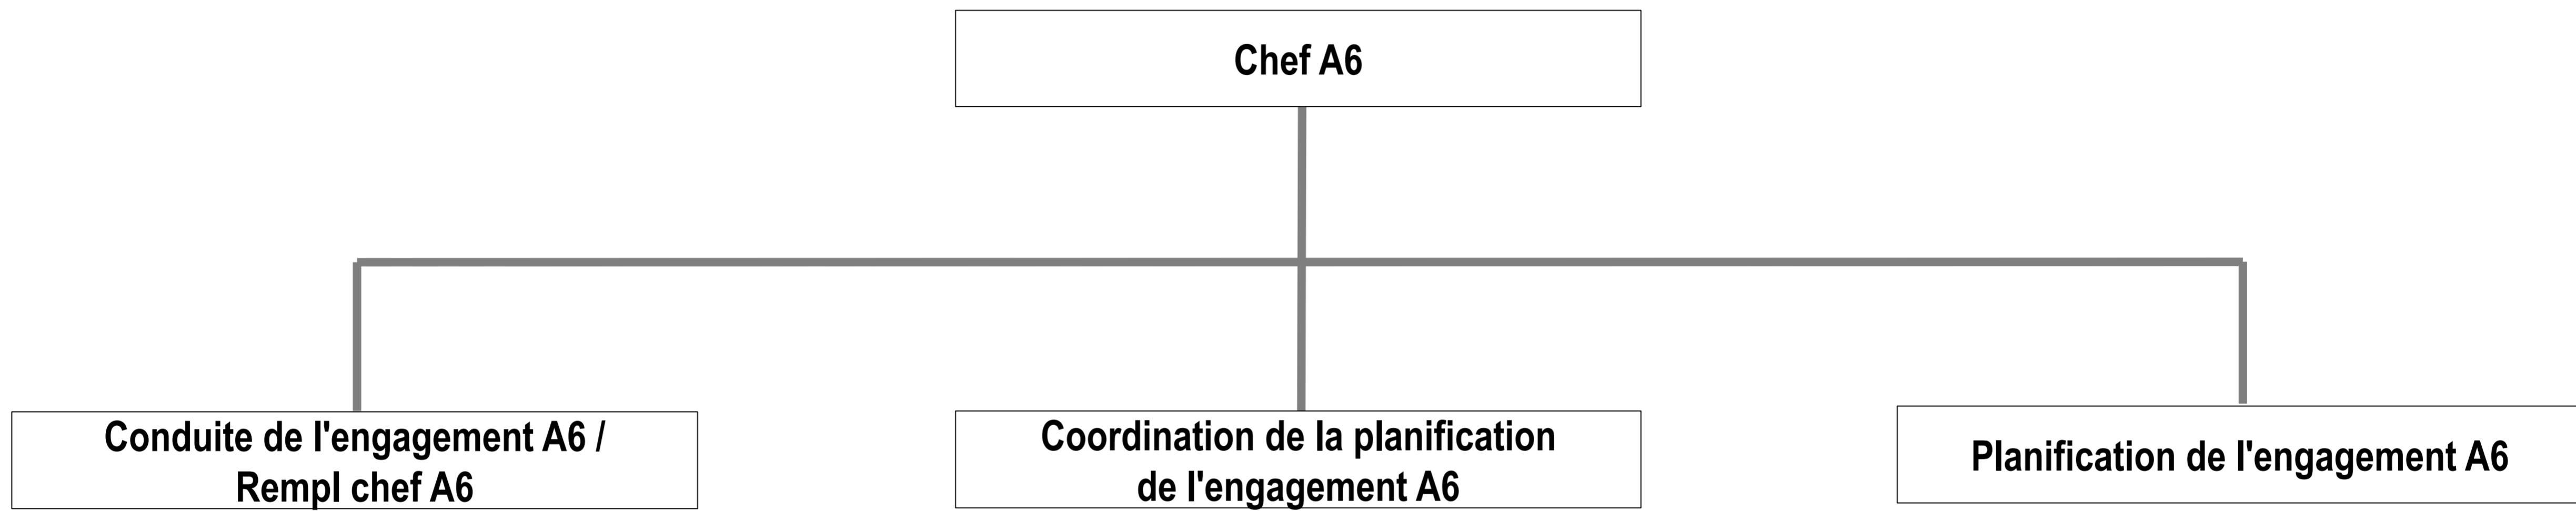 Chef A6
Conduite de l'engagement A6 /
Rempl chef A6
Coordination de la planification
de l'engagement A6
Planification de l'engagement A6